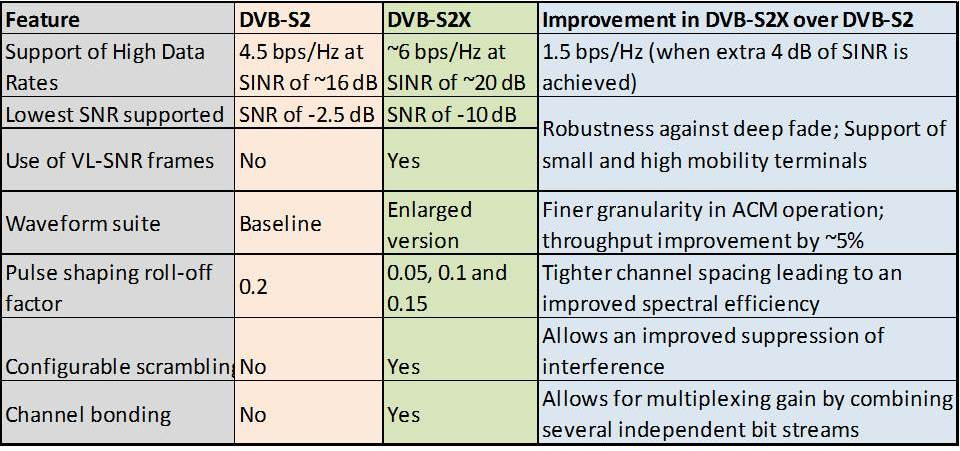 Feature DVB-S2 DVB-S2X Improvement in DVB-S2X over DVB-S2
Support of High Data 4.5 bps/Hz at ~6 bps/Hz at 1.5 bps/Hz (when extra 4 dB of SINR is
Rates SINR of ~16 dB SINR of ~20 dB achieved)
Lowest SNR supported SNR of -2.5 dB SNR of -10 dB
Robustness against deep fade; Support of
Use of VL-SNR frames No Yes small and high mobility terminals
Waveform suite Baseline Enlarged Finer granularity in ACM operation;
version throughput improvement by ~5%
Pulse shaping roll-off 0.2 0.05, 0.1 and Tighter channel spacing leading to an
factor 0.15 improved spectral efficiency
Allows an improved suppression of
Configurable scrambling No Yes interference
Channel bonding No Yes Allows for multiplexing gain by combining
several independent bit streams